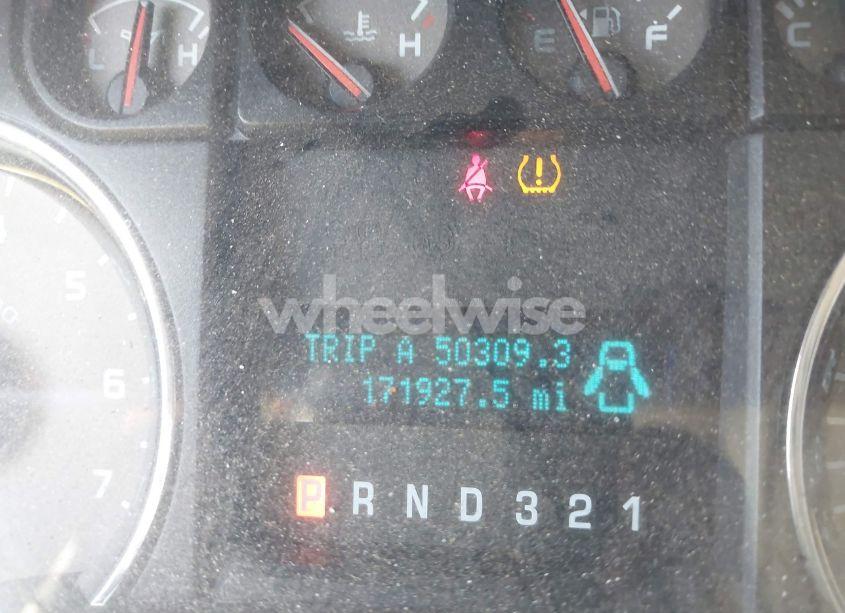 L H
H
E F
C
5
6
7
wheelwise
TRIP A 50309.3
171927.5 mi
P R N D 3 2 1